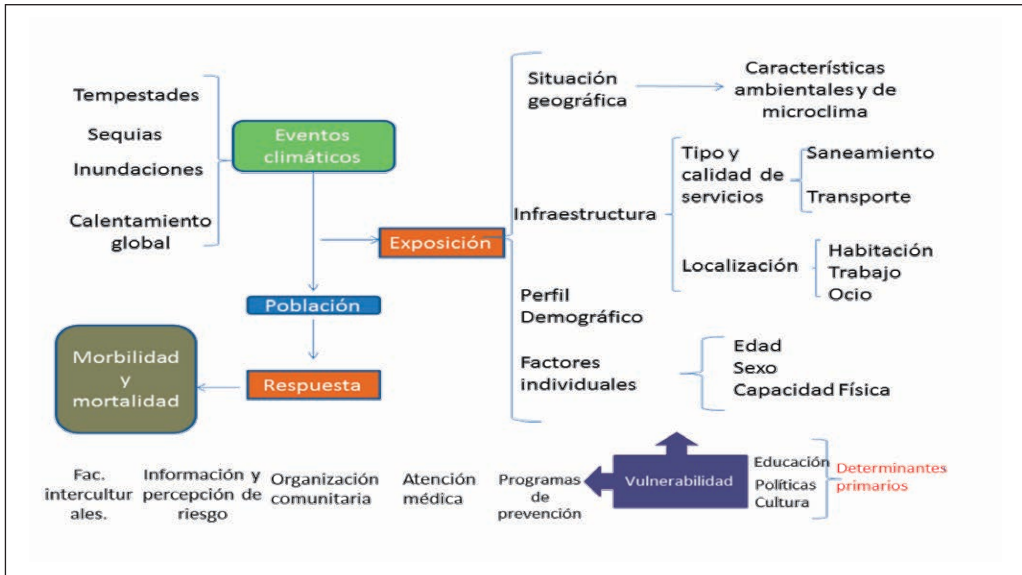 Tempestades
Sequias
Inundaciones
Calentamiento
global
Eventos
climáticos
Exposición
Población
Respuesta
Morbilidad
y
mortalidad
Situación
geográfica
Características
ambientales y de
microclima
Infraestructura
Tipo y
calidad de
servicios
Saneamiento
Transporte
Localización
Habitación
Trabajo
Ocio
Perfil
Demográfico
Factores
individuales
Edad
Sexo
Capacidad Física
Fac.
intercultur
ales.
Información y
percepción de
riesgo
Organización
comunitaria
Atención
médica
Programas
de
prevención
Vulnerabilidad
Educación
Políticas
Cultura
Determinantes
primarios